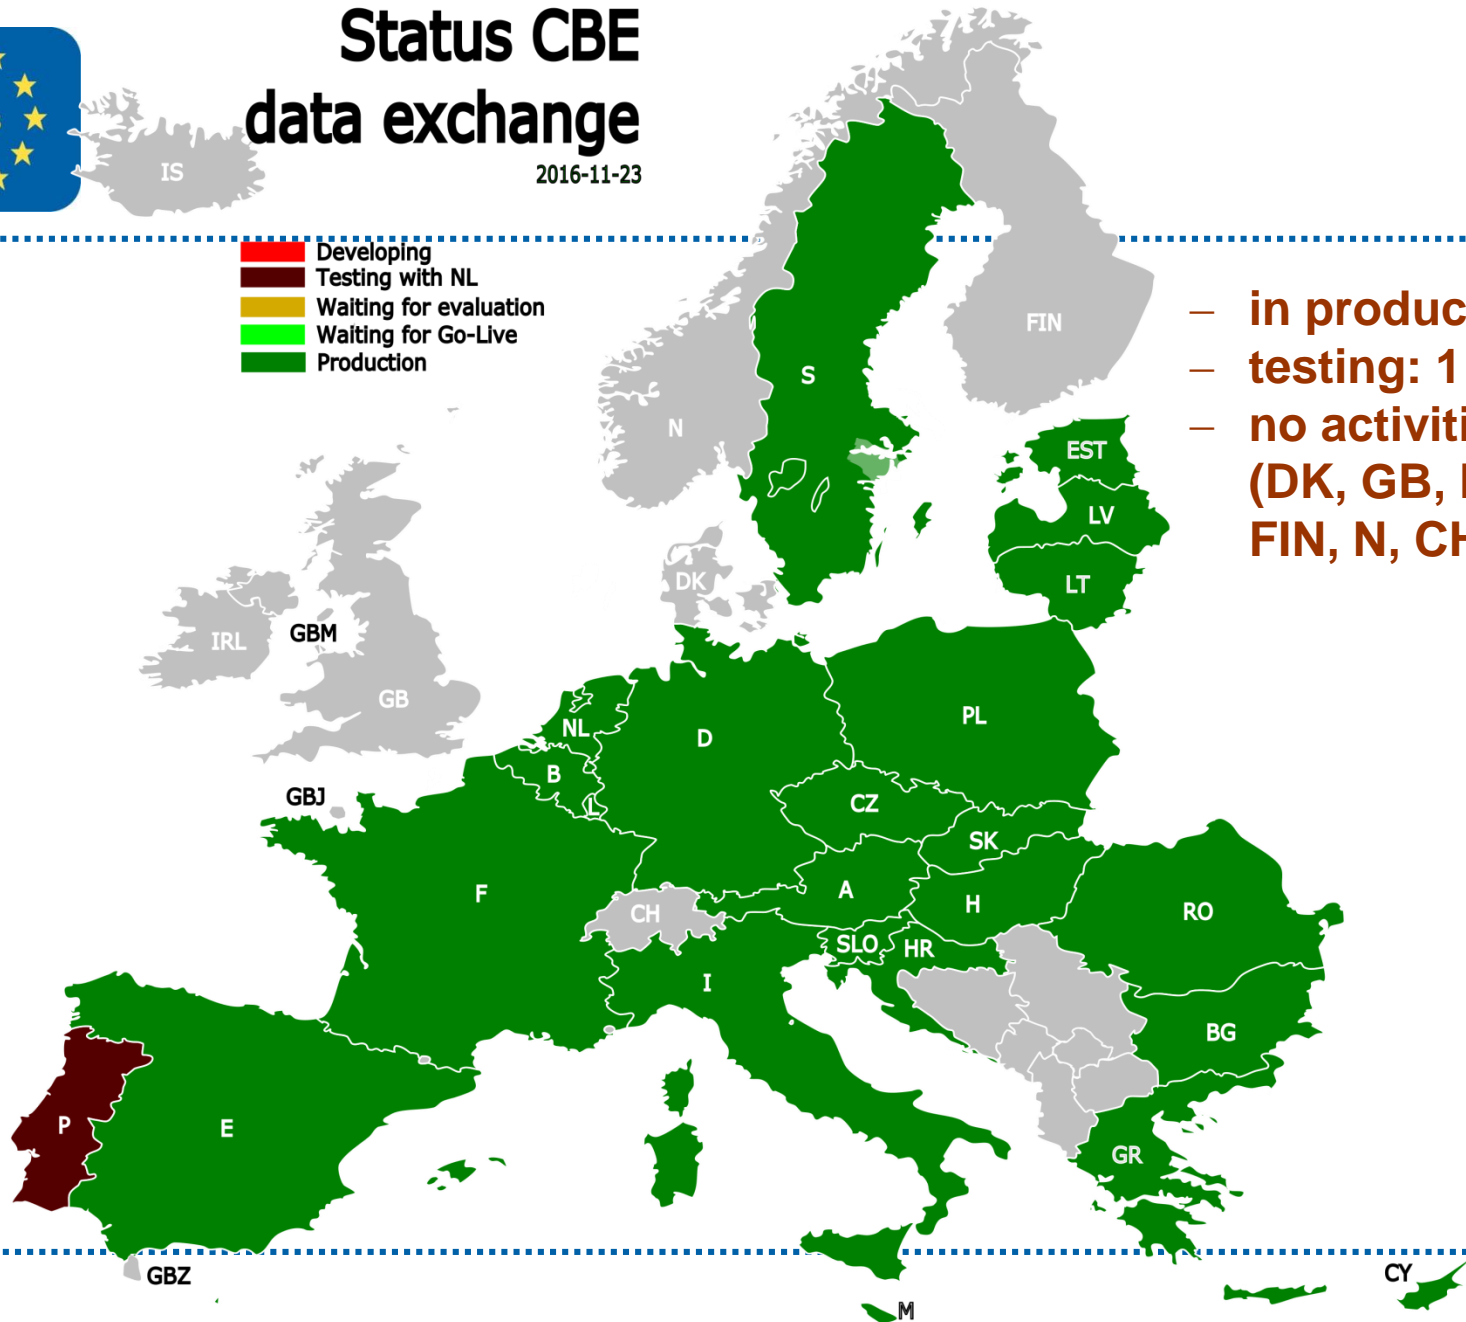 Status CBE
data exchange
2016-11-23
IS
Developing
Testing with NL
Waiting for evaluation
Waiting for Go-Live
Production
– in produc
– testing: 1
– no activiti
(DK, GB, 
FIN, N, CH
FIN
S
N
EST
LV
LT
DK
GBM
IRL
GB
NL
D
PL
B
L
GBJ
CZ
SK
F
A
H
CH
RO
SLO
HR
I
BG
P
E
GR
GBZ
CY
M